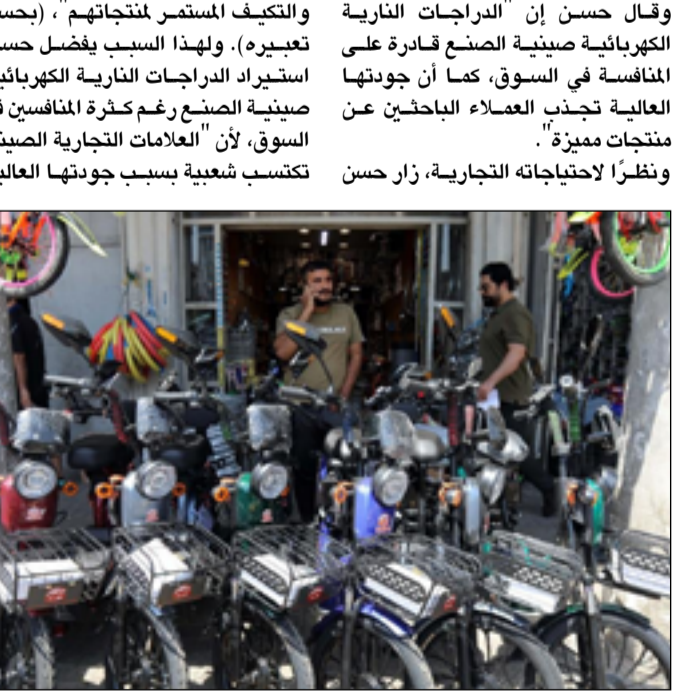 وقال حسن إن "الدراجات النارية
الكهربائية صينية الصنع قادرة على
المنافسة في السوق، كما أن جودتها
العالية تجذب العملاء الباحثين عن
منتجات مميزة".
ونظرًا لاحتياجاته التجارية، زار حسن
والتكيف المستمر لمنتجاتهم"، (بحسب
تعبيره). ولهذا السبب يفضل حسن
استيراد الدراجات النارية الكهربائية
صينية الصنع رغم كثرة المنافسين
السوق، لأن "العلامات التجارية
تكتسب شعبية بسبب جودتها